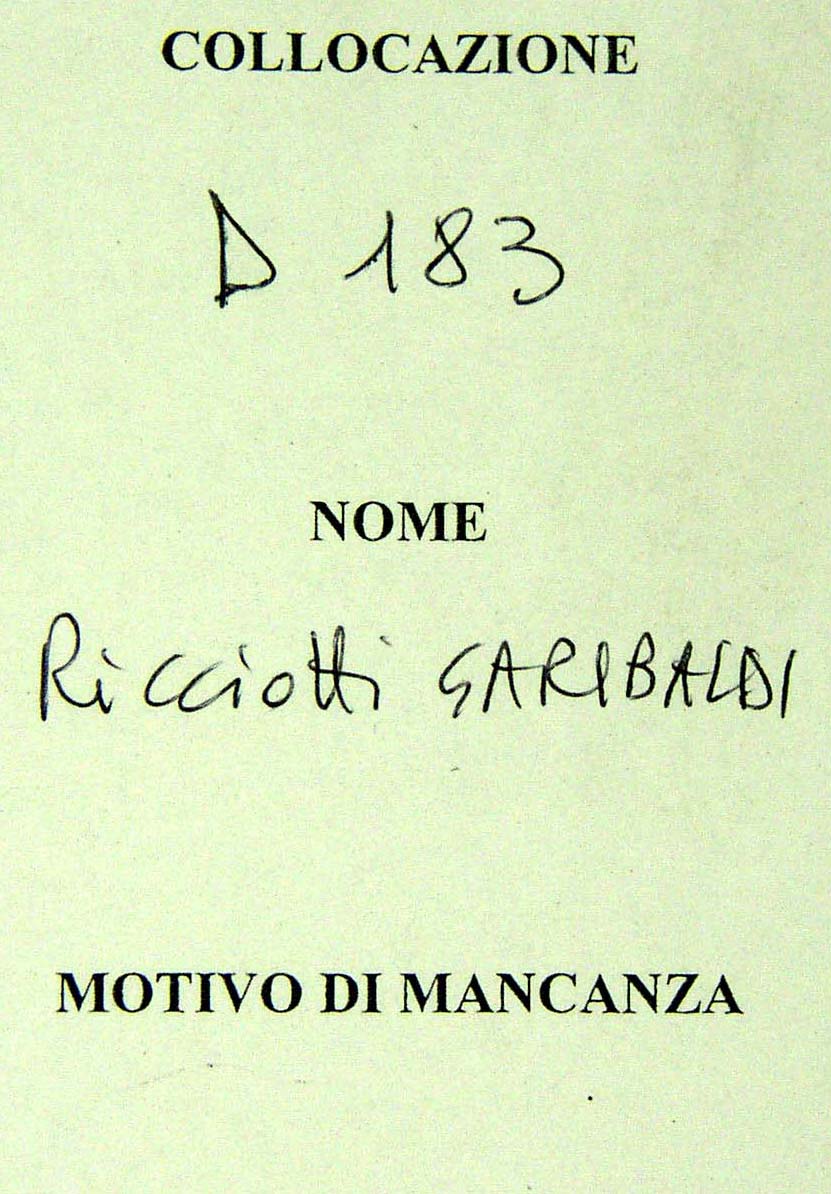 COLLOCAZIONE
D 183
NOME
Ricciotti GARIBALDI
MOTIVO DI MANCANZA